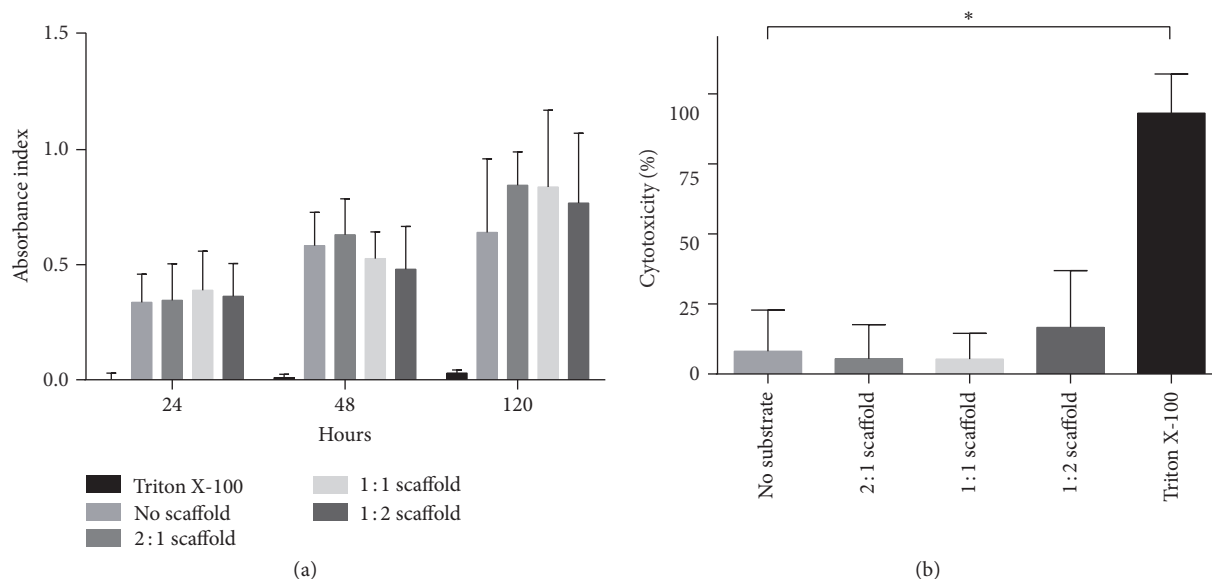 1.5
1.0
0.5
0.0
Absorbance index
24 48 120
Hours
Triton X-100
No scaffold
2 : 1 scaffold
1 : 1 scaffold
1 : 2 scaffold
(a)
*
100
75
50
25
0
Cytotoxicity (%)
No substrate
2 : 1 scaffold
1 : 1 scaffold
1 : 2 scaffold
Triton X-100
(b)